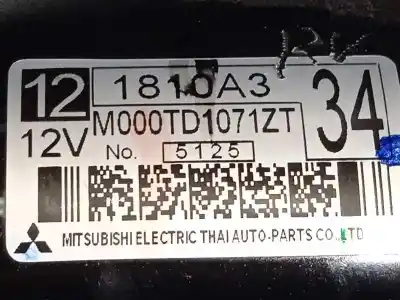 12
1810A3
34
12V
M000TD1071ZT
No. 5125
MITSUBISHI ELECTRIC THAI AUTO-PARTS CO.,LTD